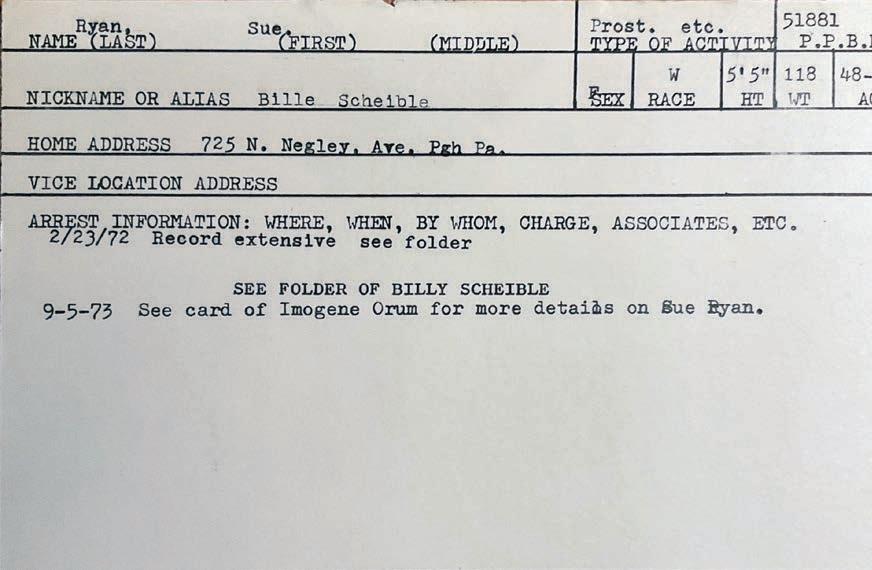 Ryan, Sue. Prost. etc. 51881
NAME (LAST) (FIRST) (MIDDLE) TYPE OF ACTIVITY P.P.B.
W 5'5" 118 48-
NICKNAME OR ALIAS Bille Scheible F SEX RACE HT WT
HOME ADDRESS 725 N. Negley, Ave. Pgh Pa.
VICE LOCATION ADDRESS
ARREST INFORMATION: WHERE, WHEN, BY WHOM, CHARGE, ASSOCIATES, ETC.
2/23/72 Record extensive see folder
SEE FOLDER OF BILLY SCHEIBLE
9-5-73 See card of Imogene Orum for more details on Sue Ryan.